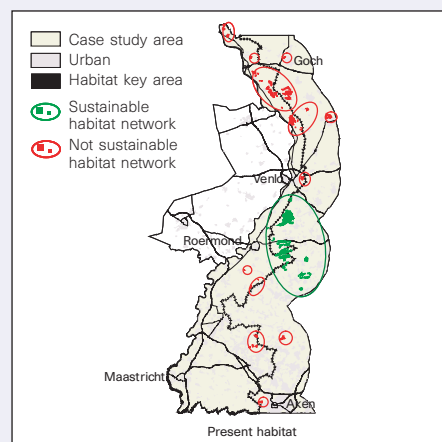 Case study area
Urban
Habitat key area
Sustainable
habitat network
Not sustainable
habitat network
Goch
Venlo
Roermond
Maastricht
Aken
Present habitat